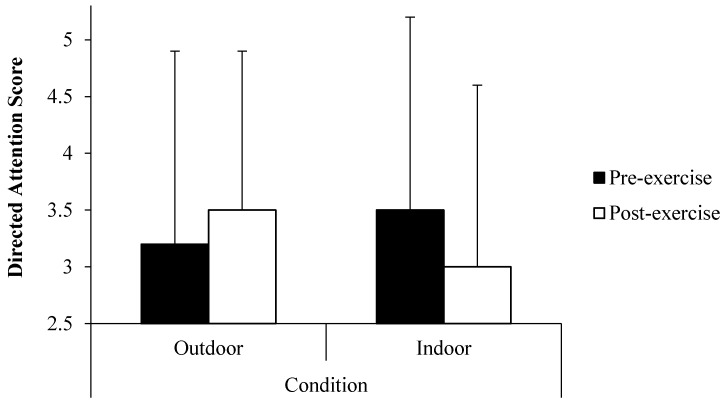 Directed Attention Score
5
4.5
4
3.5
3
2.5
Outdoor
Indoor
Condition
Pre-exercise
Post-exercise